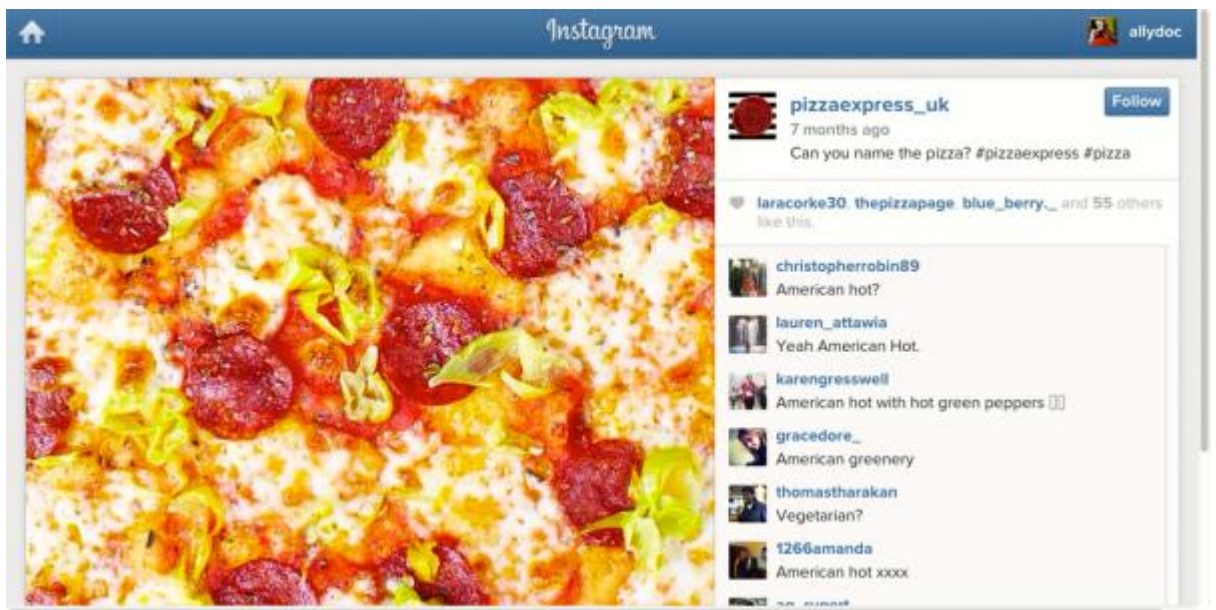 Instagram
allydoc
pizzaexpress_uk
Follow
7 months ago
Can you name the pizza? #pizzaexpress #pizza
laracorke30, thepizzapage, blue_berry._ and 55 others
like this.
christopherrobin89
American hot?
lauren_attawia
Yeah American Hot.
karengresswell
American hot with hot green peppers
gracedore_
American greenery
thomastharakan
Vegetarian?
1266amanda
American hot xxxx